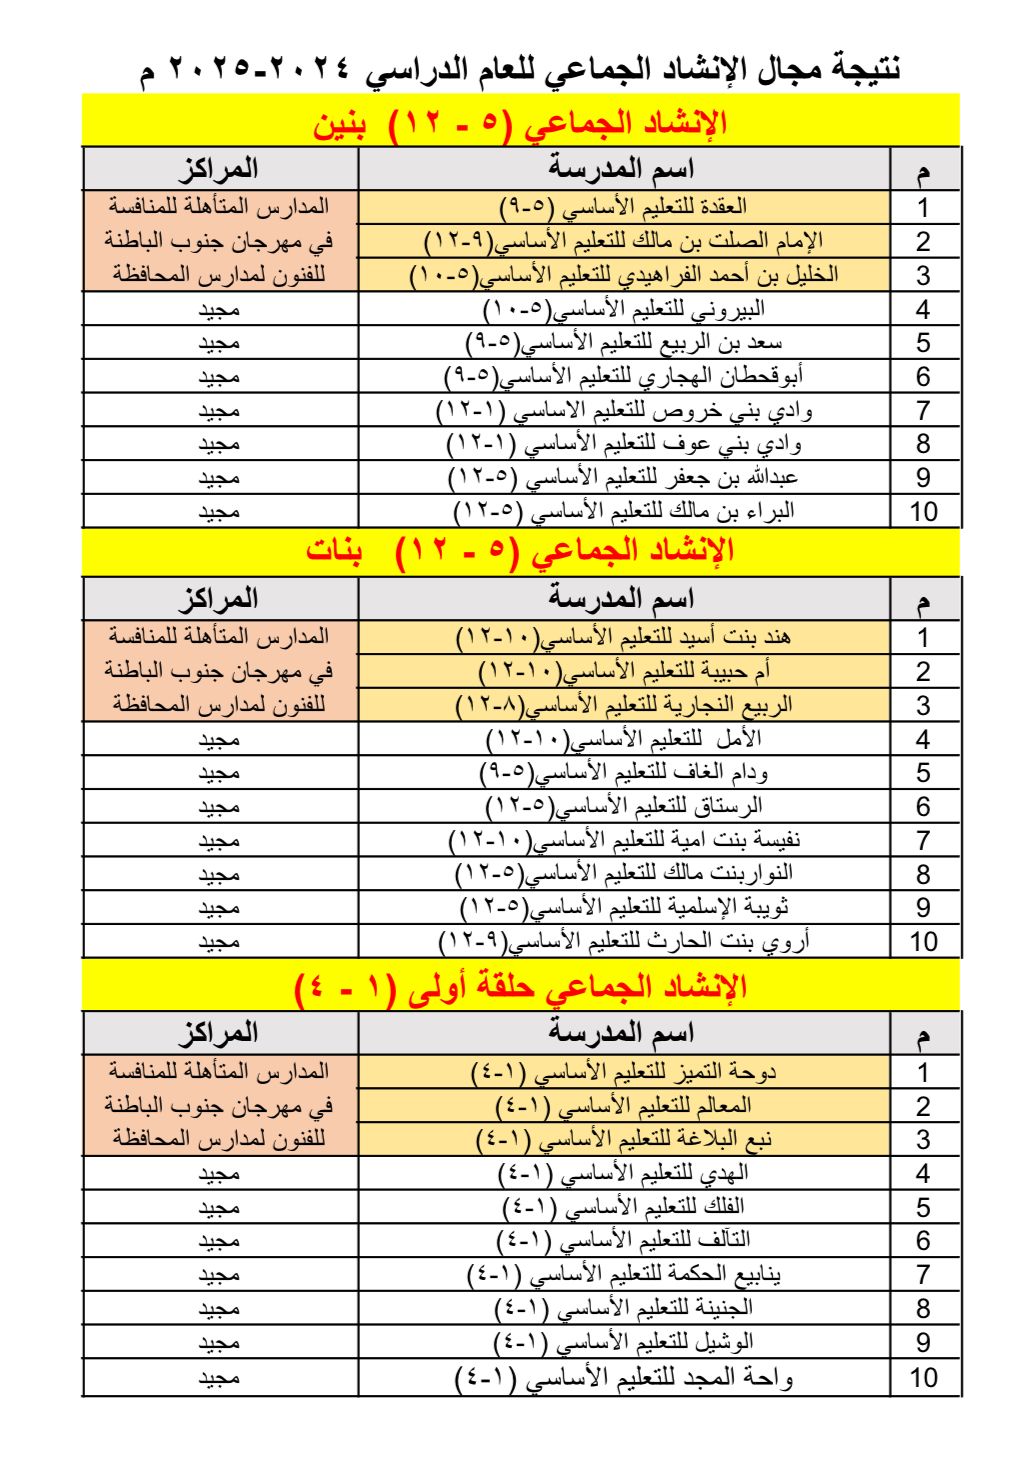 نتيجة مجال الإنشاد الجماعي للعام الدراسي ٢٠٢٤-٢٠٢٥ م
الإنشاد الجماعي (٥ - ١٢) بنين
م اسم المدرسة المراكز
1 العقدة للتعليم الأساسي (٥-٩) المدارس المتأهلة للمنافسة
2 الإمام الصلت بن مالك للتعليم الأساسي(٩-١٢) في مهرجان جنوب الباطنة
3 الخليل بن أحمد الفراهيدي للتعليم الأساسي(٥-١٠) للفنون لمدارس المحافظة
4 البيروني للتعليم الأساسي(٥-١٠) مجيد
5 سعد بن الربيع للتعليم الأساسي(٥-٩) مجيد
6 أبوقحطان الهجاري للتعليم الأساسي(٥-٩) مجيد
7 وادي بني خروص للتعليم الاساسي (١-١٢) مجيد
8 وادي بني عوف للتعليم الأساسي (١-١٢) مجيد
9 عبدالله بن جعفر للتعليم الأساسي (٥-١٢) مجيد
10 البراء بن مالك للتعليم الأساسي (٥-١٢) مجيد
الإنشاد الجماعي (٥ - ١٢) بنات
م اسم المدرسة المراكز
1 هند بنت أسيد للتعليم الأساسي(١٠-١٢) المدارس المتأهلة للمنافسة
2 أم حبيبة للتعليم الأساسي(١٠-١٢) في مهرجان جنوب الباطنة
3 الربيع النجارية للتعليم الأساسي(٨-١٢) للفنون لمدارس المحافظة
4 الأمل للتعليم الأساسي(١٠-١٢) مجيد
5 ودام الغاف للتعليم الأساسي(٥-٩) مجيد
6 الرستاق للتعليم الأساسي(٥-١٢) مجيد
7 نفيسة بنت امية للتعليم الأساسي(١٠-١٢) مجيد
8 النواربنت مالك للتعليم الأساسي(٥-١٢) مجيد
9 ثويبة الإسلمية للتعليم الأساسي(٥-١٢) مجيد
10 أروي بنت الحارث للتعليم الأساسي(٩-١٢) مجيد
الإنشاد الجماعي حلقة أولى (١ - ٤)
م اسم المدرسة المراكز
1 دوحة التميز للتعليم الأساسي (١-٤) المدارس المتأهلة للمنافسة
2 المعالم للتعليم الأساسي (١-٤) في مهرجان جنوب الباطنة
3 نبع البلاغة للتعليم الأساسي (١-٤) للفنون لمدارس المحافظة
4 الهدي للتعليم الأساسي (١-٤) مجيد
5 الفلك للتعليم الأساسي (١-٤) مجيد
6 التآلف للتعليم الأساسي (١-٤) مجيد
7 ينابيع الحكمة للتعليم الأساسي (١-٤) مجيد
8 الجنينة للتعليم الأساسي (١-٤) مجيد
9 الوشيل للتعليم الأساسي (١-٤) مجيد
10 واحة المجد للتعليم الأساسي (١-٤) مجيد